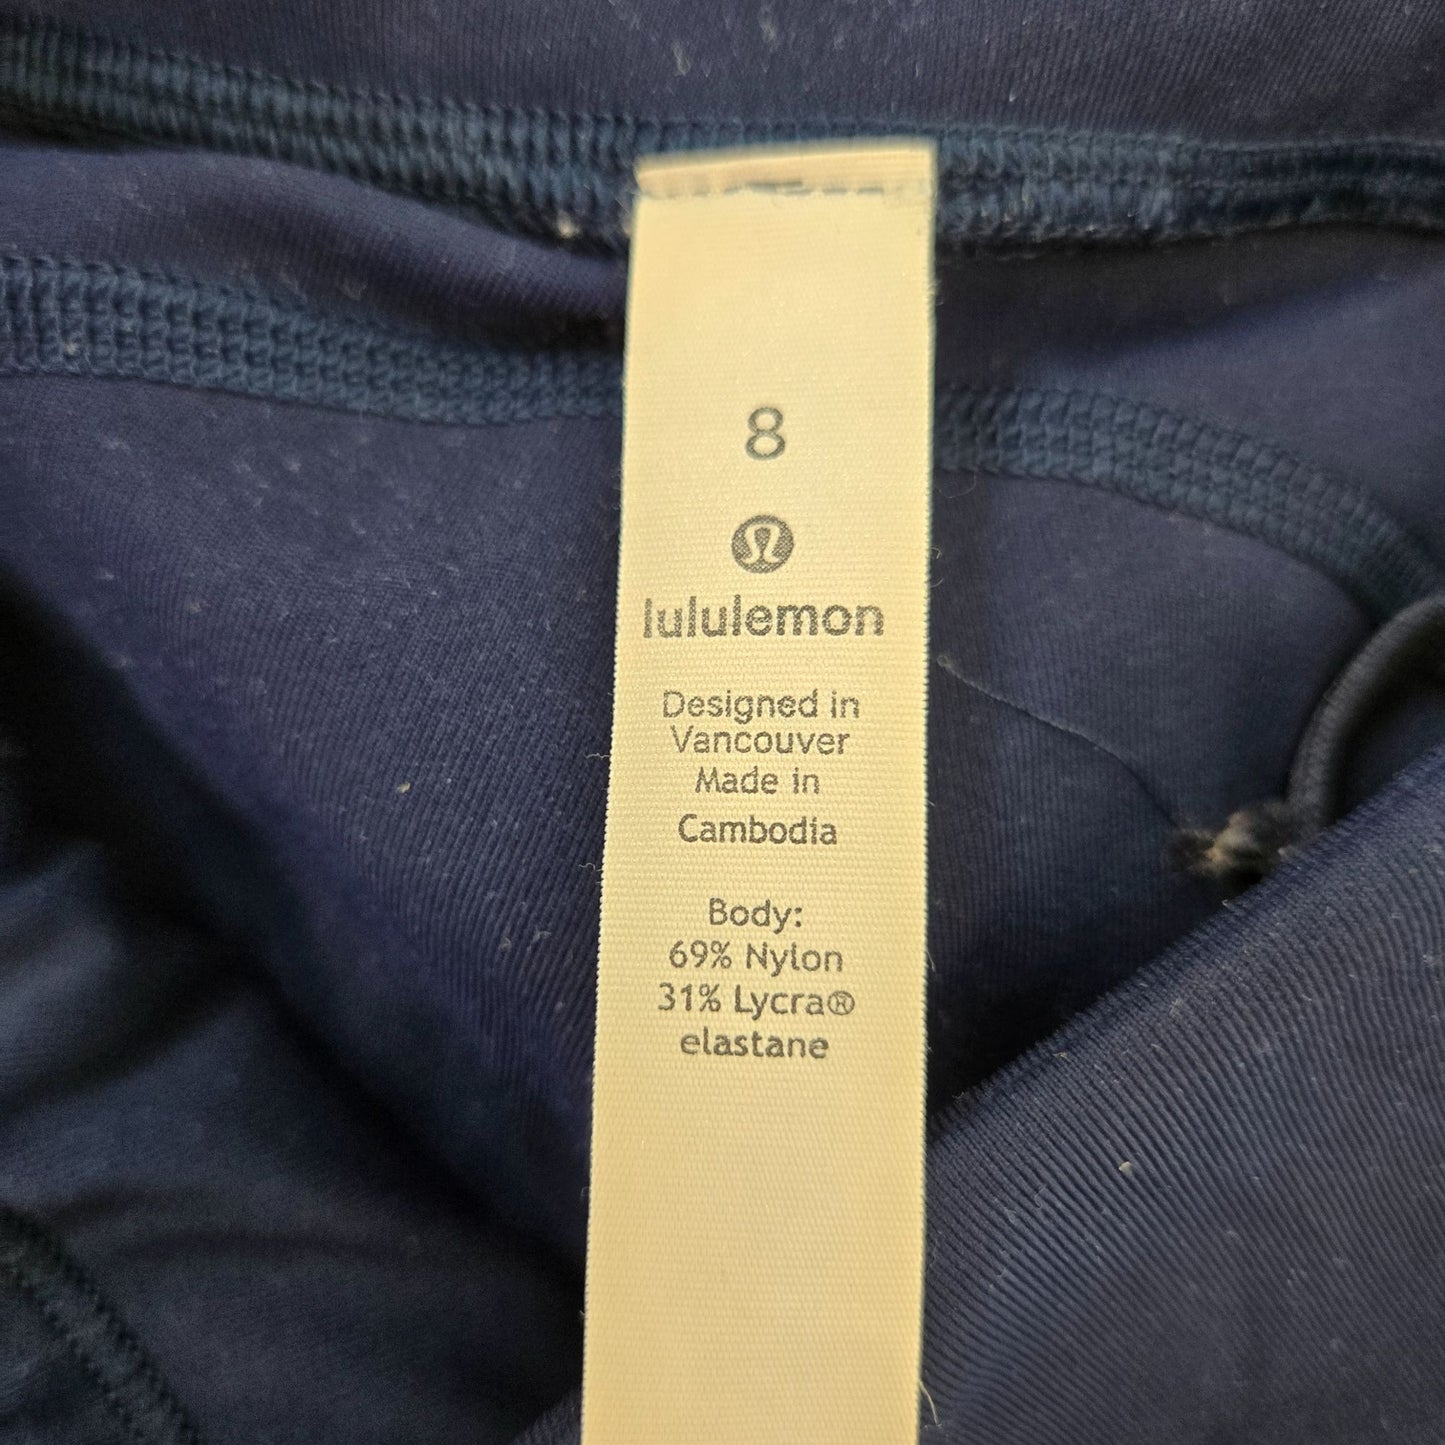 8
lululemon
Designed in
Vancouver
Made in
Cambodia
Body:
69% Nylon
31% Lycra®
elastane